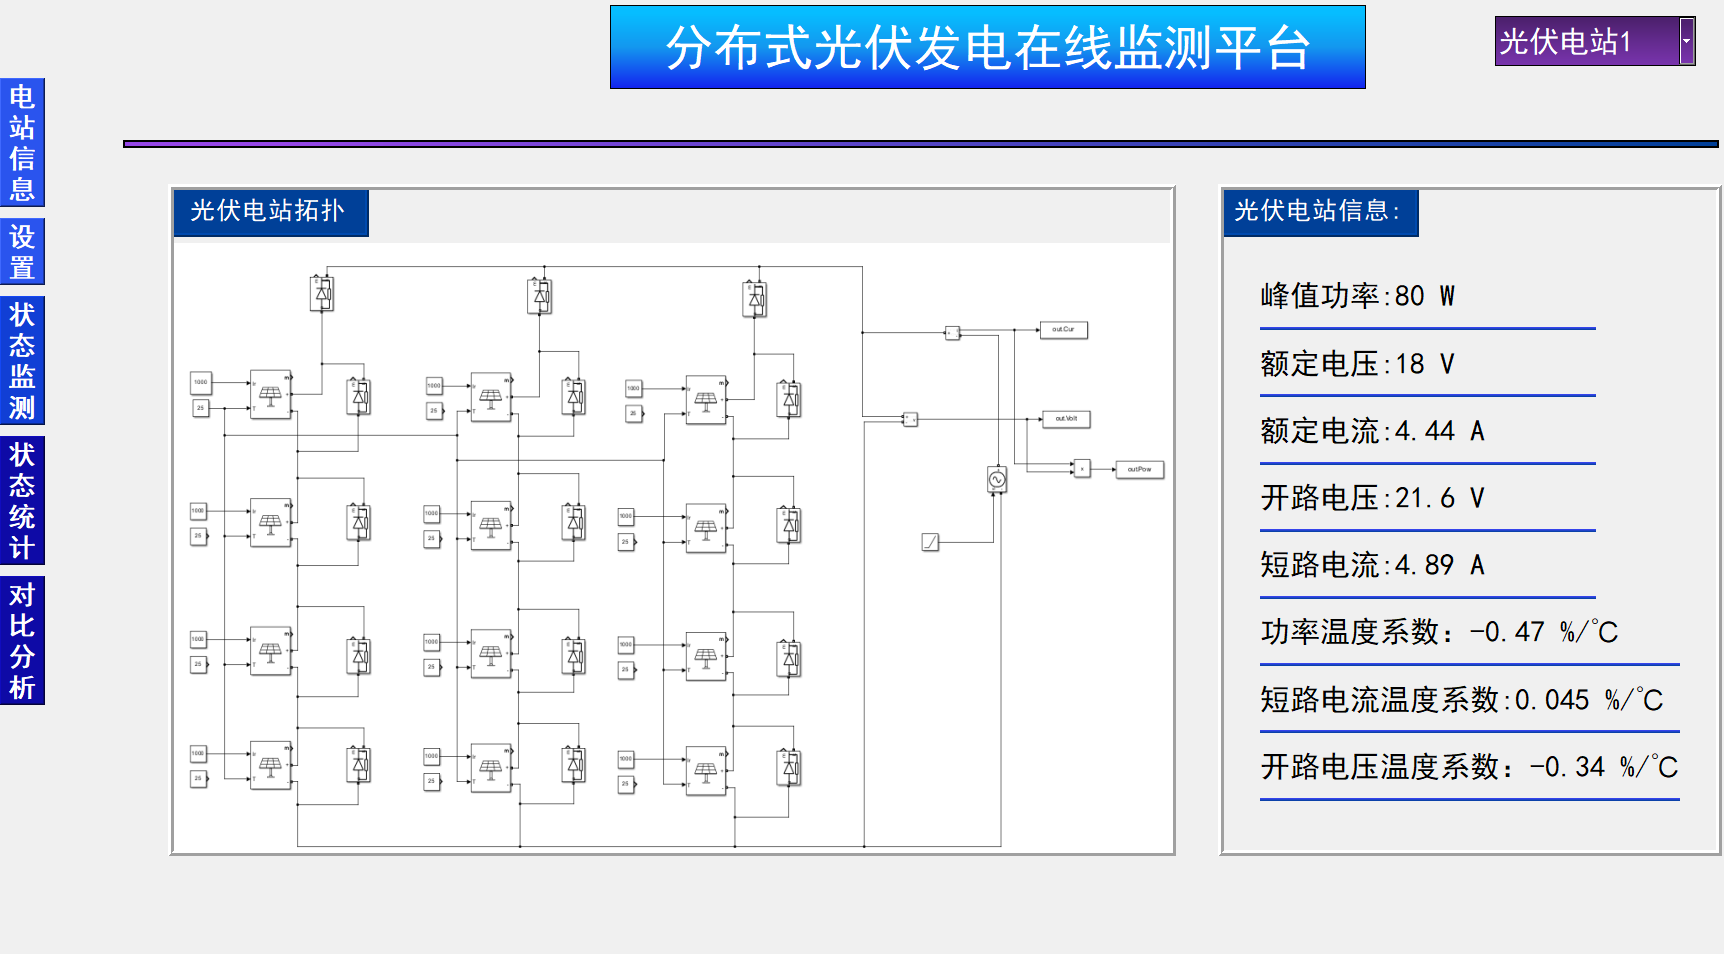 分布式光伏发电在线监测平台
光伏电站1
电站信息
设置
状态监测
状态统计
对比分析
光伏电站拓扑
1000
25
1000
25
1000
25
out.Cur
out.Volt
1000
25
1000
25
1000
25
1000
25
1000
25
1000
25
1000
25
1000
25
1000
25
光伏电站信息:
峰值功率:80 W
额定电压:18 V
额定电流:4.44 A
开路电压:21.6 V
短路电流:4.89 A
功率温度系数：-0.47 %/℃
短路电流温度系数:0.045 %/℃
开路电压温度系数：-0.34 %/℃